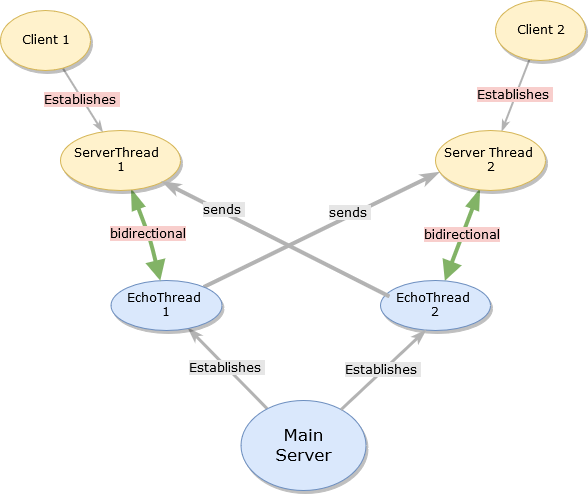 Client 1
Client 2
Establishes
Establishes
ServerThread
1
Server Thread
2
sends
sends
bidirectional
bidirectional
EchoThread
1
EchoThread
2
Establishes
Establishes
Main
Server